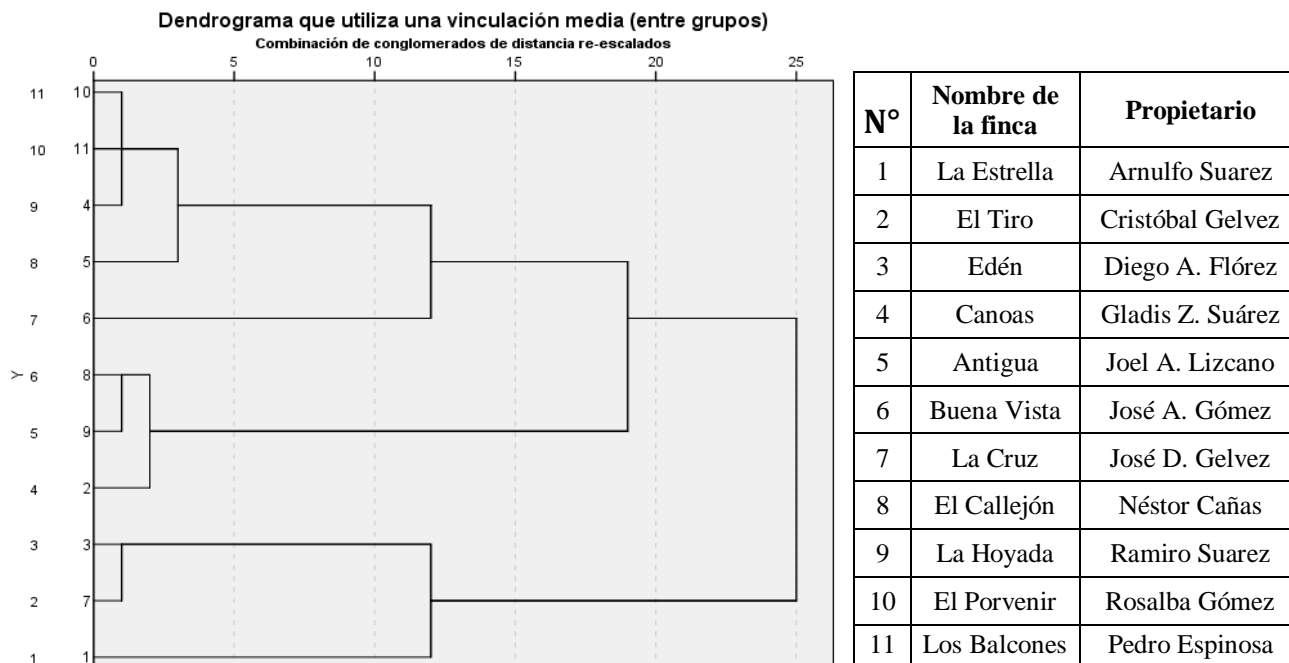 Dendrograma que utiliza una vinculación media (entre grupos)
Combinación de conglomerados de distancia re-escalados
0 5 10 15 20 25
11 10
10 11
9 4
8 5
7 6
Y
6 8
5 9
4 2
3 3
2 7
1 1
N° Nombre de la finca Propietario
1 La Estrella Arnulfo Suarez
2 El Tiro Cristóbal Gelvez
3 Edén Diego A. Flórez
4 Canoas Gladis Z. Suárez
5 Antigua Joel A. Lizcano
6 Buena Vista José A. Gómez
7 La Cruz José D. Gelvez
8 El Callejón Néstor Cañas
9 La Hoyada Ramiro Suarez
10 El Porvenir Rosalba Gómez
11 Los Balcones Pedro Espinosa